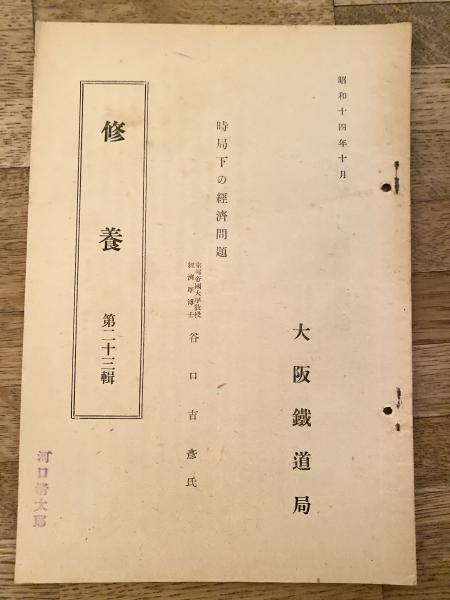 昭和十四年十月
大阪鐵道局
時局下の經濟問題
京都帝國大學敎授
經濟學博士
谷口吉彥氏
修養 第二十三輯
河口清太郎